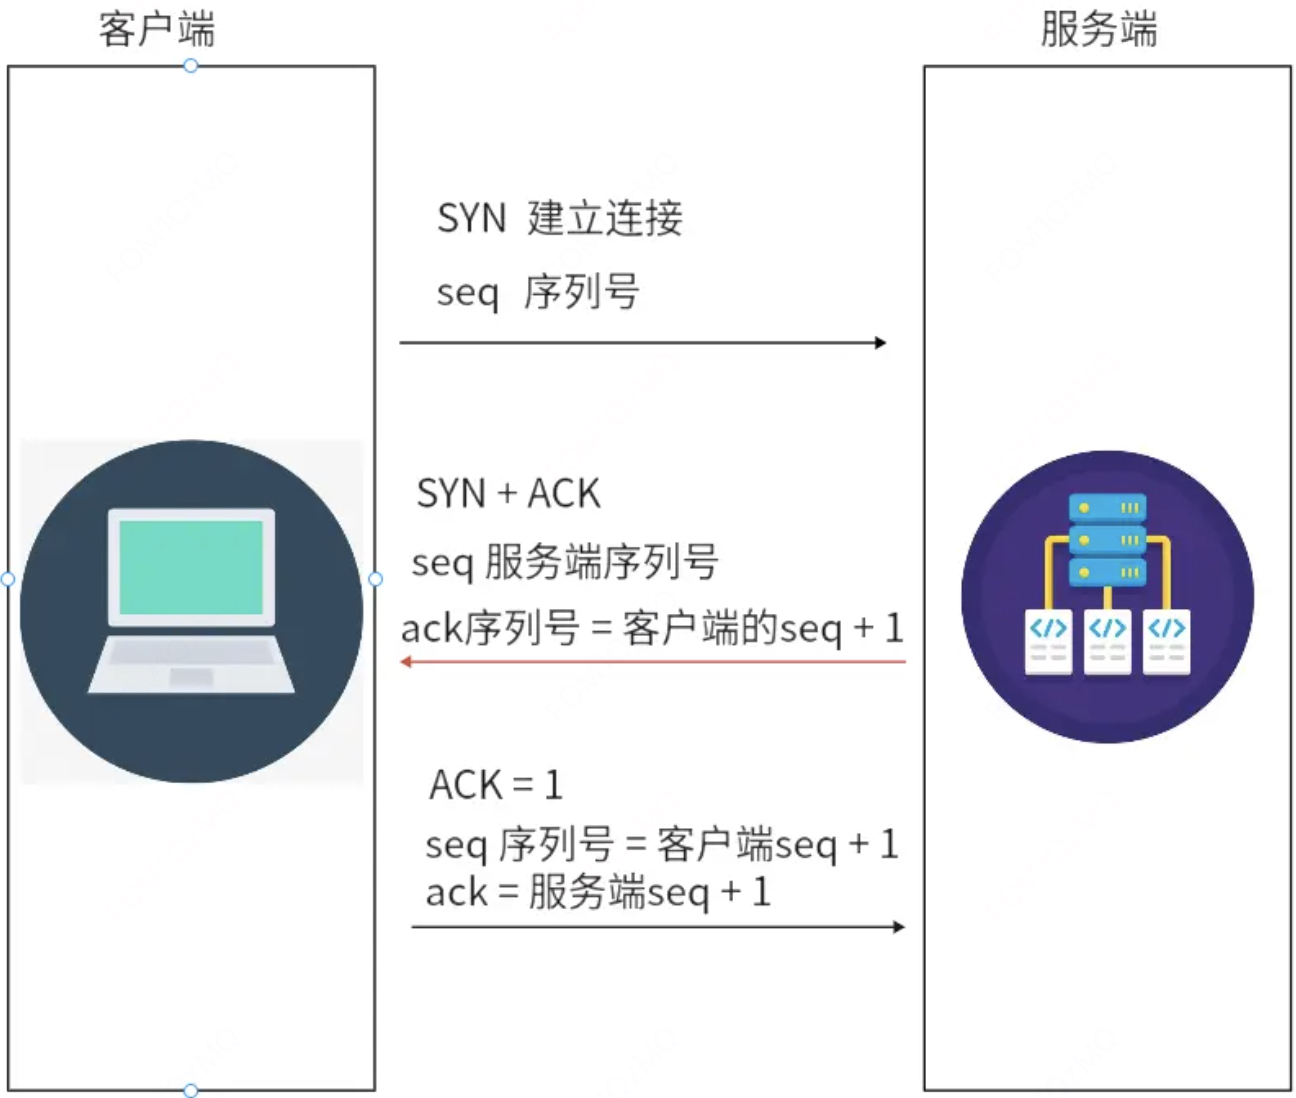 客户端
服务端
SYN 建立连接
seq 序列号
SYN + ACK
seq 服务端序列号
ack序列号 = 客户端的seq + 1
ACK = 1
seq 序列号 = 客户端seq + 1
ack = 服务端seq + 1